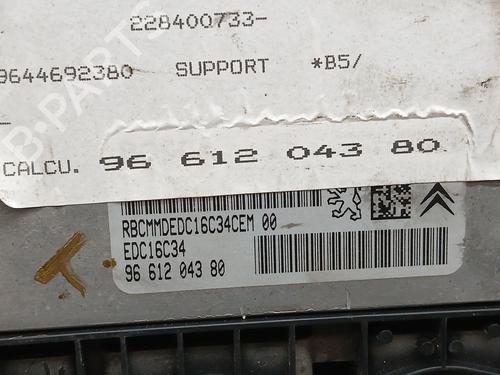 228400733-
9644692380 SUPPORT *B5/
CALCU. 96 612 043 80
RBCMMDEDC16C34CEM 00
EDC16C34
96 612 043 80
B-PARTS